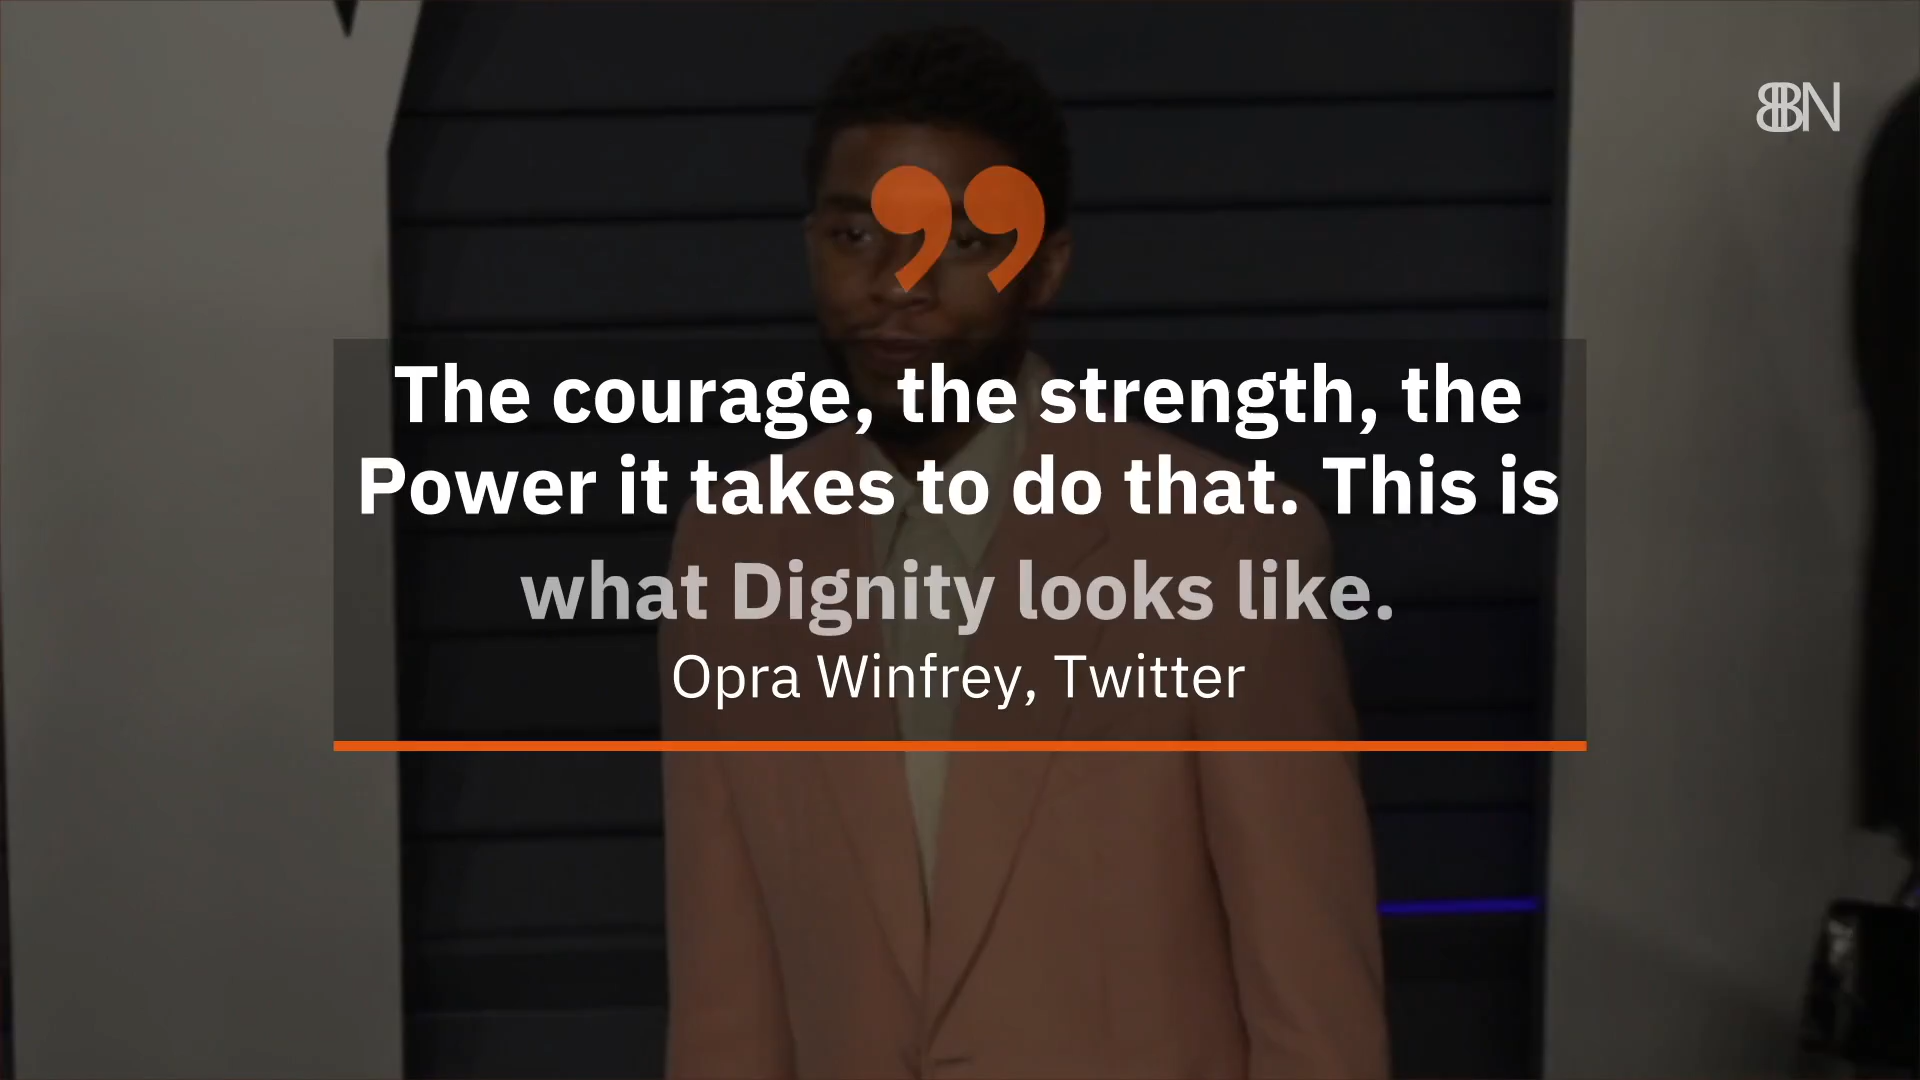 BBN
”
The courage, the strength, the
Power it takes to do that. This is
what Dignity looks like.
Opra Winfrey, Twitter